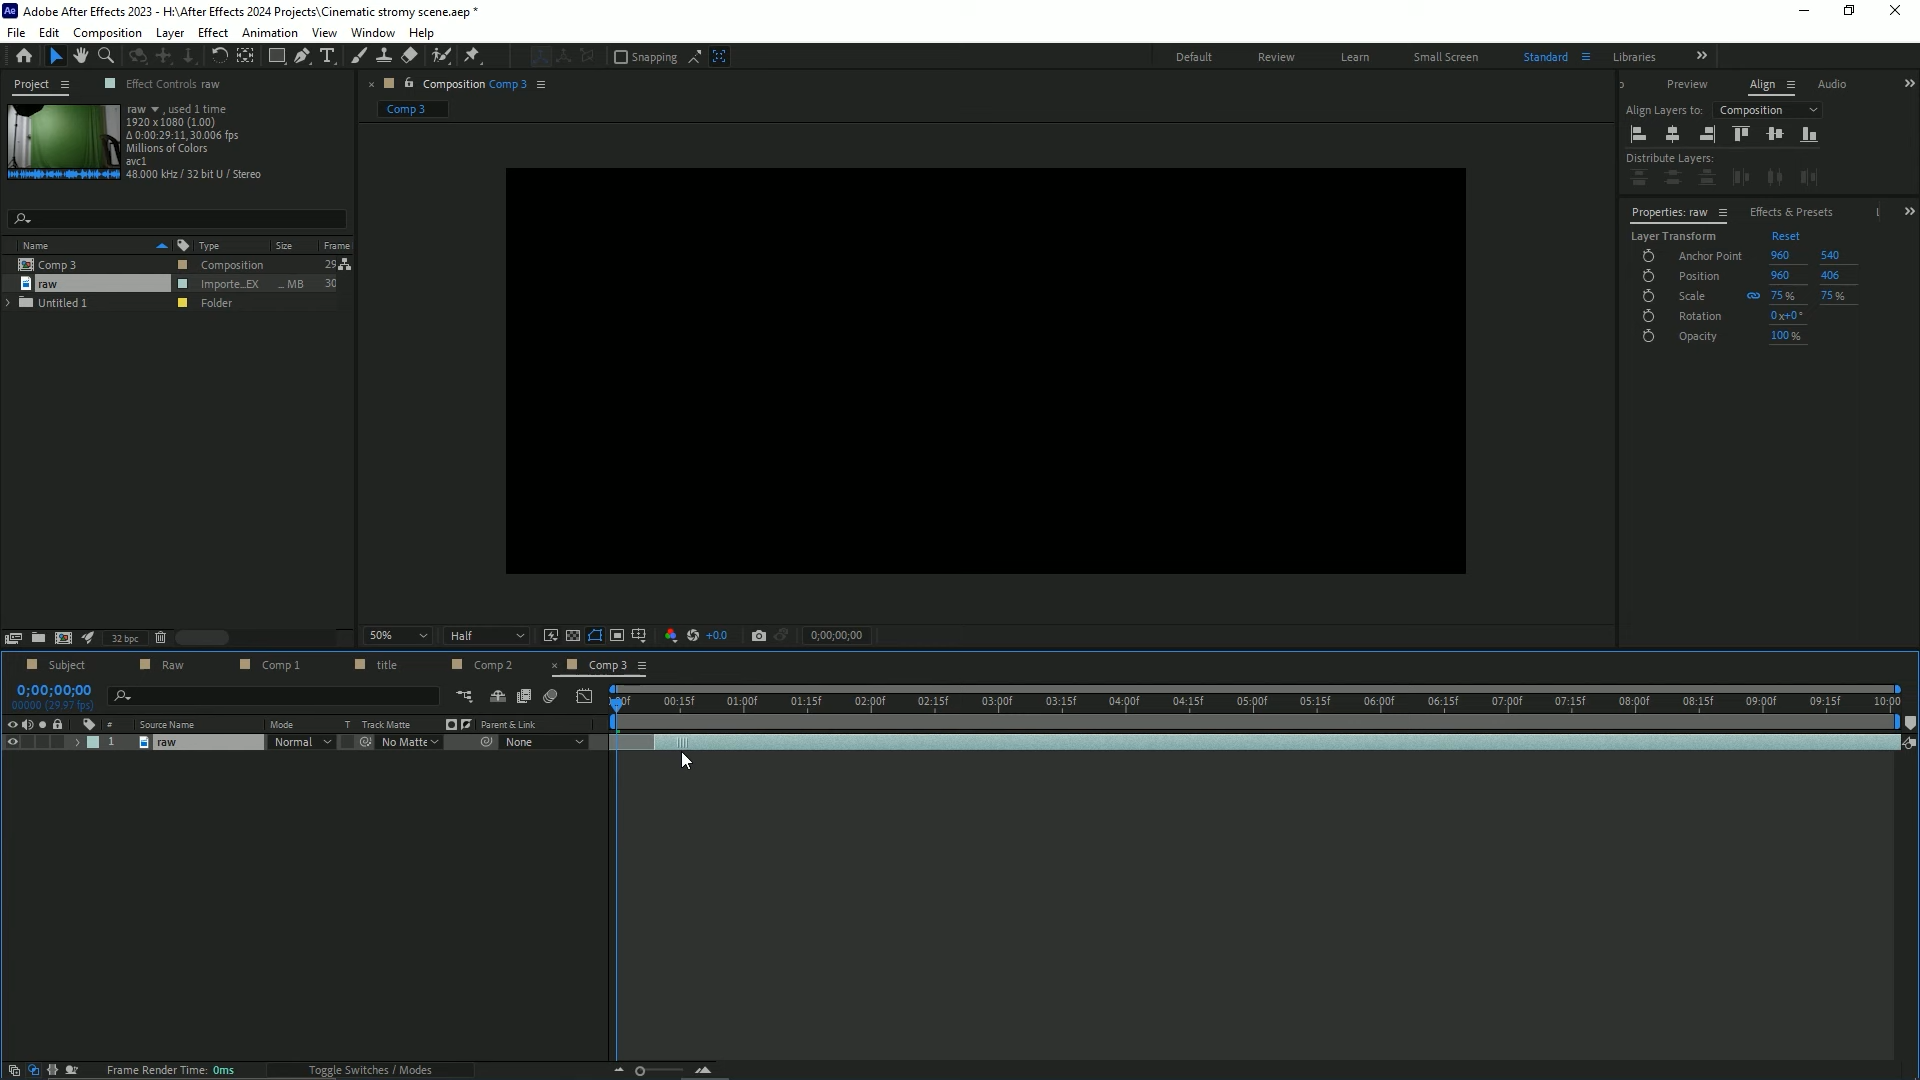 Ae Adobe After Effects 2023 - H:\After Effects 2024 Projects\Cinematic stromy scene.aep *
File Edit Composition Layer Effect Animation View Window Help
Snapping Default Review Learn Small Screen Standard Libraries
Project Effect Controls raw Composition Comp 3 Preview Align Audio
raw , used 1 time
1920 x 1080 (1.00)
Δ 0:00:29:11, 30.006 fps
Millions of Colors
avc1
48.000 kHz / 32 bit U / Stereo
Comp 3
Align Layers to: Composition
Distribute Layers:
Properties: raw Effects & Presets
Layer Transform Reset
Anchor Point 960 540
Position 960 406
Scale 75 % 75 %
Rotation 0 x+0 °
Opacity 100 %
Name Type Size Frame
Comp 3 Composition 29
raw Importe...EX ... MB 30
Untitled 1 Folder
32 bpc
50% Half +0.0 0;00;00;00
Subject Raw Comp 1 title Comp 2 Comp 3
0;00;00;00
00000 (29.97 fps)
00f 00:15f 01:00f 01:15f 02:00f 02:15f 03:00f 03:15f 04:00f 04:15f 05:00f 05:15f 06:00f 06:15f 07:00f 07:15f 08:00f 08:15f 09:00f 09:15f 10:00
# Source Name Mode T Track Matte Parent & Link
1 raw Normal No Matte None
Frame Render Time: 0ms Toggle Switches / Modes